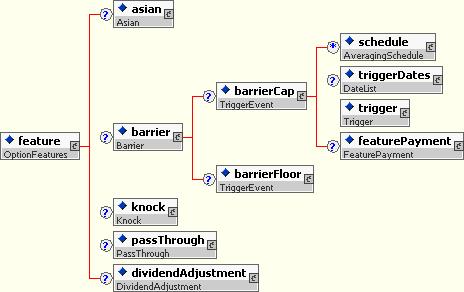 asian
Asian
schedule
AveragingSchedule
triggerDates
DateList
barrierCap
TriggerEvent
trigger
Trigger
feature
OptionFeatures
barrier
Barrier
featurePayment
FeaturePayment
barrierFloor
TriggerEvent
knock
Knock
passThrough
PassThrough
dividendAdjustment
DividendAdjustment